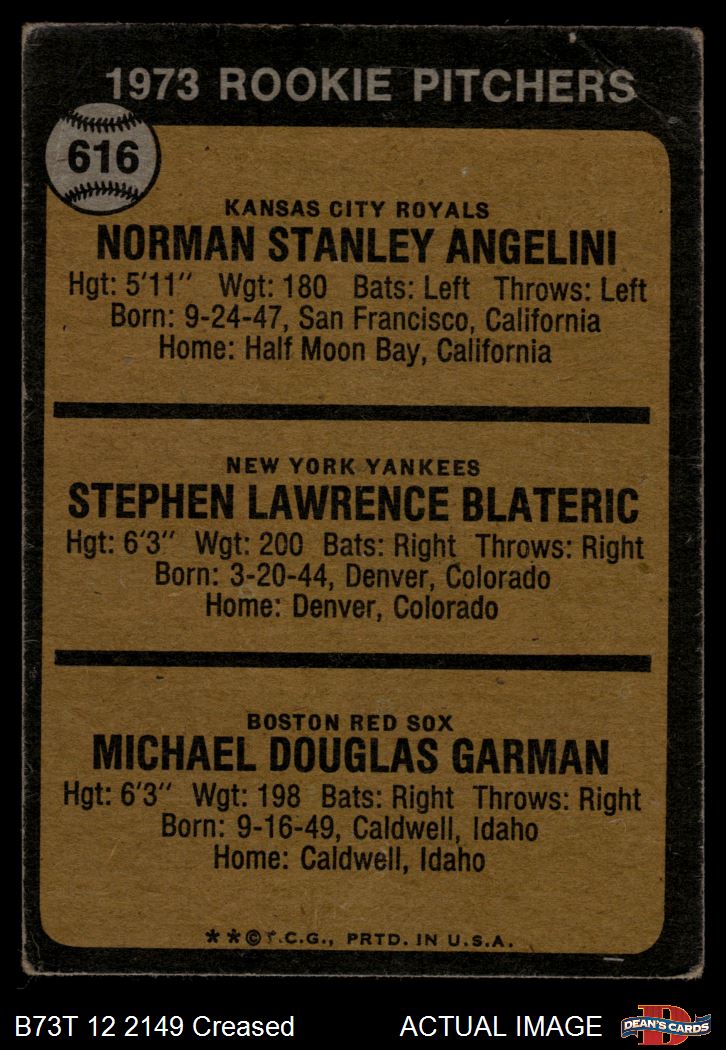 1973 ROOKIE PITCHERS
616
KANSAS CITY ROYALS
NORMAN STANLEY ANGELINI
Hgt: 5'11" Wgt: 180 Bats: Left Throws: Left
Born: 9-24-47, San Francisco, California
Home: Half Moon Bay, California
NEW YORK YANKEES
STEPHEN LAWRENCE BLATERIC
Hgt: 6'3" Wgt: 200 Bats: Right Throws: Right
Born: 3-20-44, Denver, Colorado
Home: Denver, Colorado
BOSTON RED SOX
MICHAEL DOUGLAS GARMAN
Hgt: 6'3" Wgt: 198 Bats: Right Throws: Right
Born: 9-16-49, Caldwell, Idaho
Home: Caldwell, Idaho
**© T.C.G., PRTD. IN U.S.A.
B73T 12 2149 Creased
ACTUAL IMAGE
D
DEAN'S CARDS